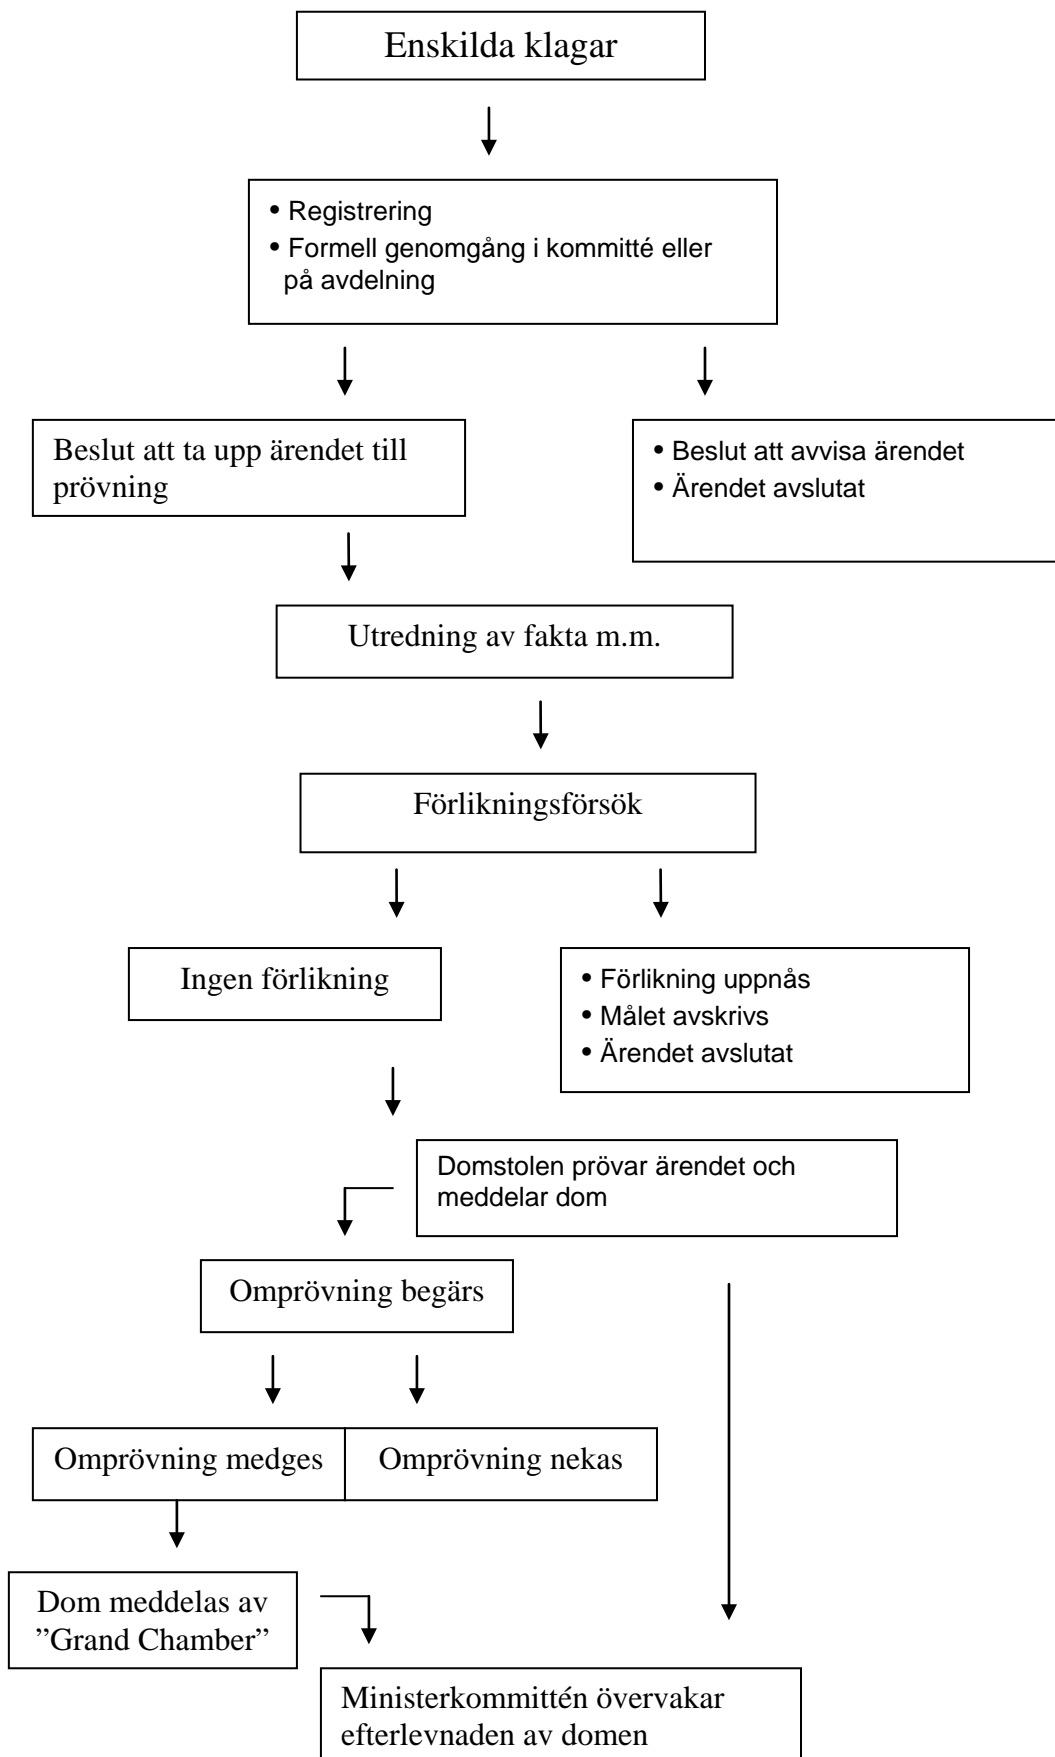 Enskilda klagar
• Registrering
• Formell genomgång i kommitté eller
på avdelning
Beslut att ta upp ärendet till
prövning
• Beslut att avvisa ärendet
• Ärendet avslutat
Utredning av fakta m.m.
Förlikningsförsök
Ingen förlikning
• Förlikning uppnås
• Målet avskrivs
• Ärendet avslutat
Domstolen prövar ärendet och
meddelar dom
Omprövning begärs
Omprövning medges
Omprövning nekas
Dom meddelas av
”Grand Chamber”
Ministerkommittén övervakar
efterlevnaden av domen